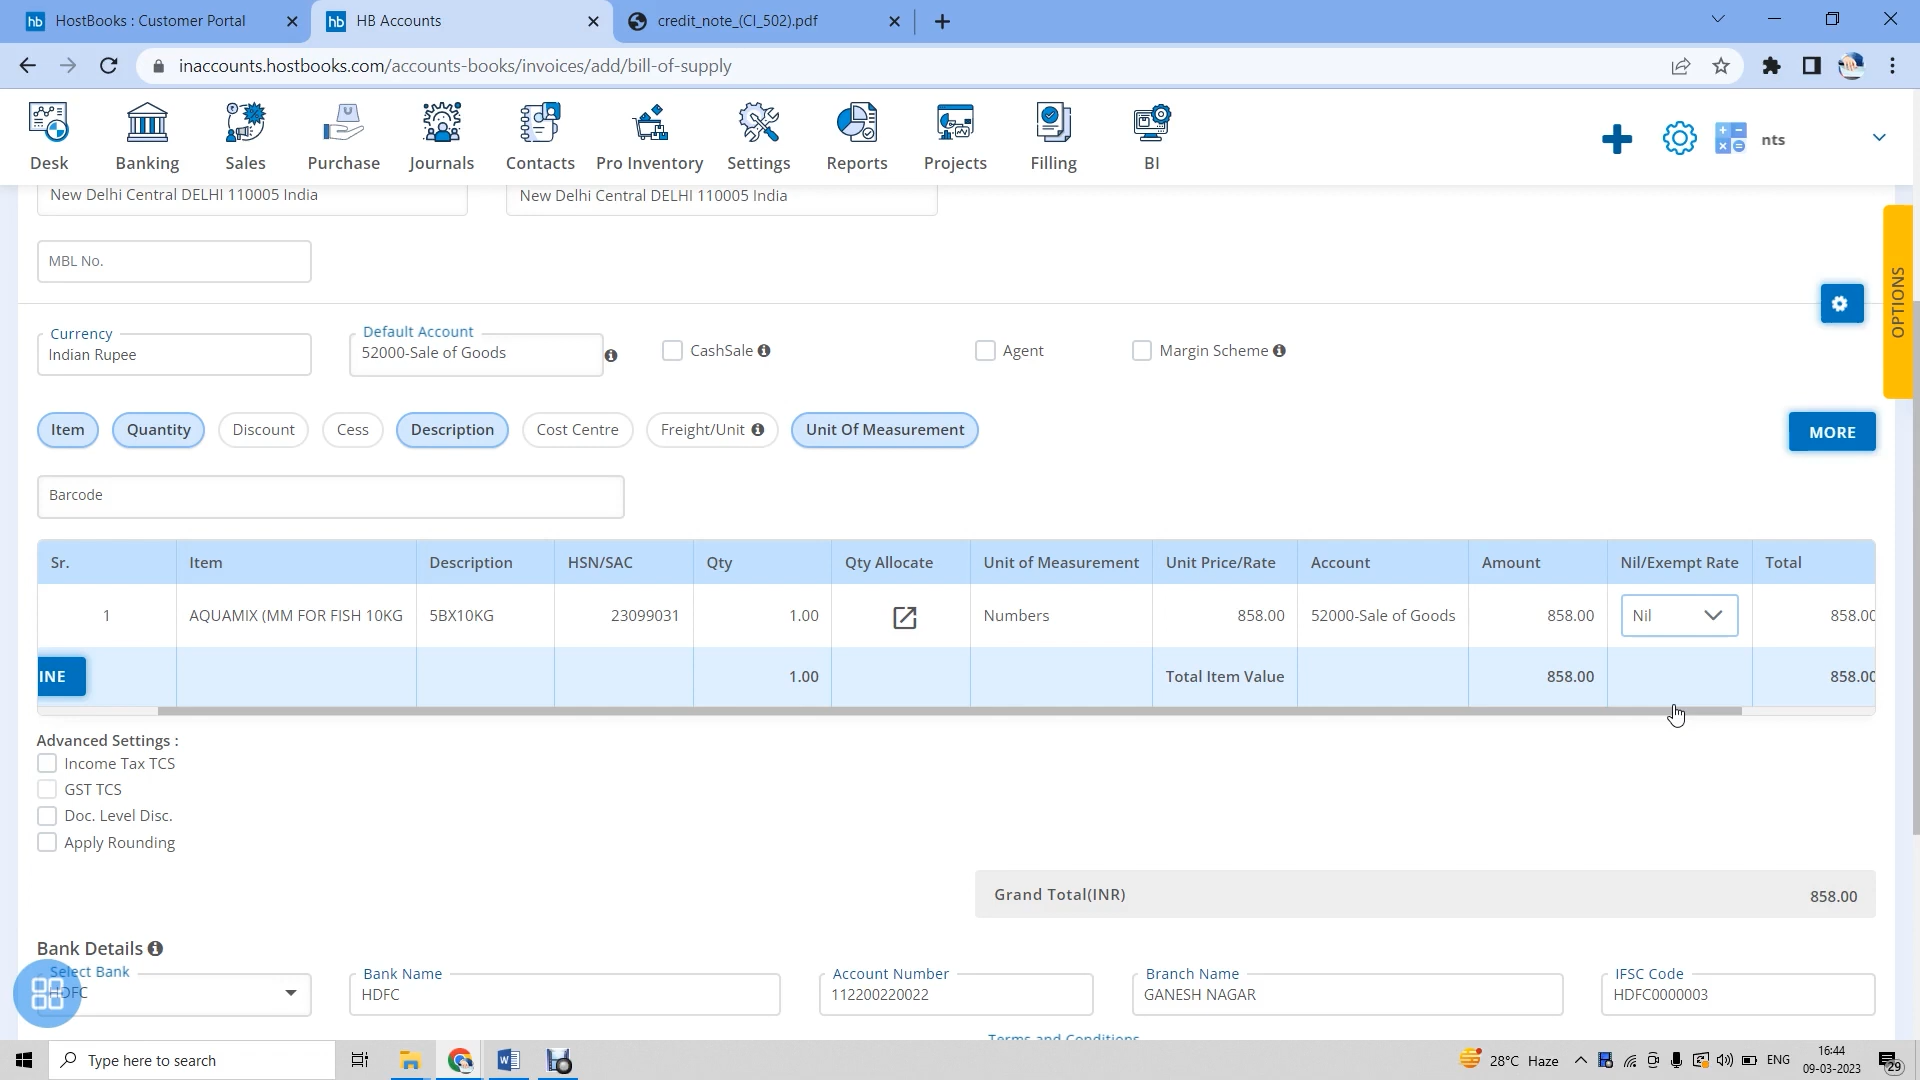 HostBooks : Customer Portal
HB Accounts
credit_note_(CI_502).pdf
inaccounts.hostbooks.com/accounts-books/invoices/add/bill-of-supply
Desk
Banking
Sales
Purchase
Journals
Contacts
Pro Inventory
Settings
Reports
Projects
Filling
BI
nts
New Delhi Central DELHI 110005 India
New Delhi Central DELHI 110005 India
MBL No.
OPTIONS
Currency
Indian Rupee
Default Account
52000-Sale of Goods
CashSale
Agent
Margin Scheme
Item
Quantity
Discount
Cess
Description
Cost Centre
Freight/Unit
Unit Of Measurement
MORE
Barcode
Sr. Item Description HSN/SAC Qty Qty Allocate Unit of Measurement Unit Price/Rate Account Amount Nil/Exempt Rate Total
1 AQUAMIX (MM FOR FISH 10KG 5BX10KG 23099031 1.00 Numbers 858.00 52000-Sale of Goods 858.00 Nil 858.00
INE 1.00 Total Item Value 858.00 858.00
Advanced Settings :
Income Tax TCS
GST TCS
Doc. Level Disc.
Apply Rounding
Grand Total(INR) 858.00
Bank Details
Select Bank
HDFC
Bank Name
HDFC
Account Number
112200220022
Branch Name
GANESH NAGAR
IFSC Code
HDFC0000003
Terms and Conditions
Type here to search
28°C Haze
ENG
16:44
09-03-2023
29